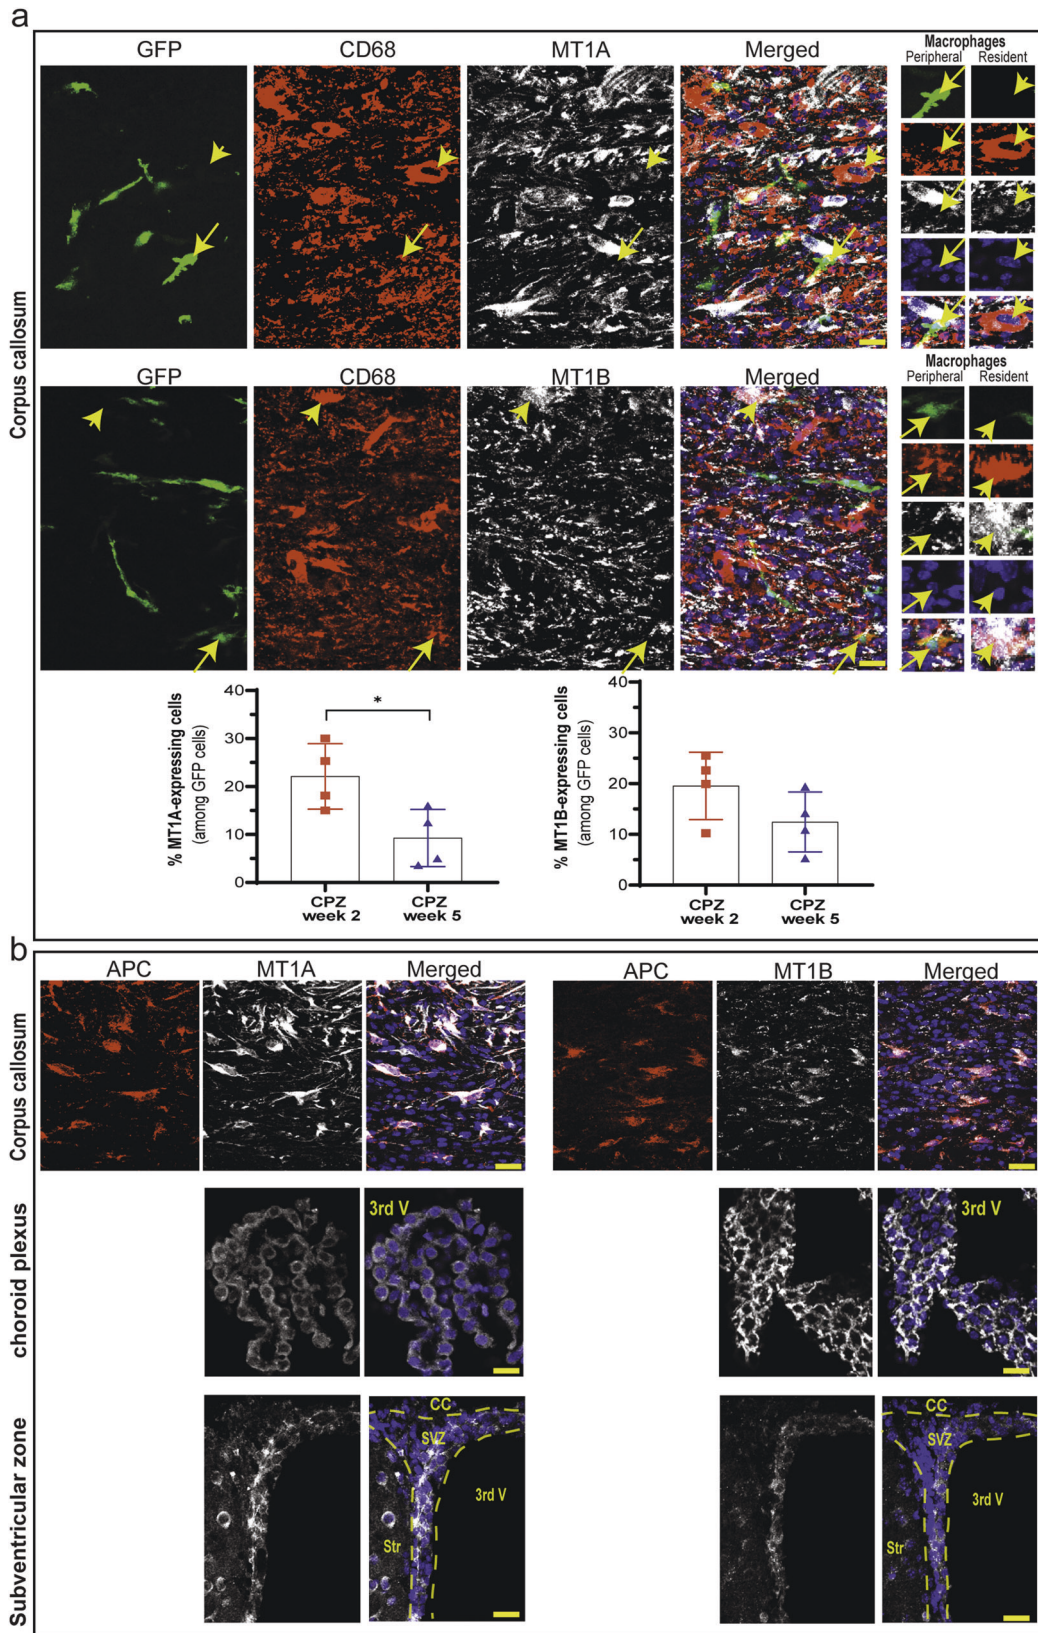 a
GFP CD68 MT1A Merged
Macrophages
Peripheral Resident
Corpus callosum
GFP CD68 MT1B Merged
Macrophages
Peripheral Resident
% MT1A-expressing cells
(among GFP cells)
40
30
20
10
0
*
CPZ
week 2
CPZ
week 5
% MT1B-expressing cells
(among GFP cells)
40
30
20
10
0
CPZ
week 2
CPZ
week 5
b
APC MT1A Merged APC MT1B Merged
Corpus callosum
choroid plexus
3rd V
3rd V
Subventricular zone
CC
SVZ
3rd V
Str
CC
SVZ
3rd V
Str